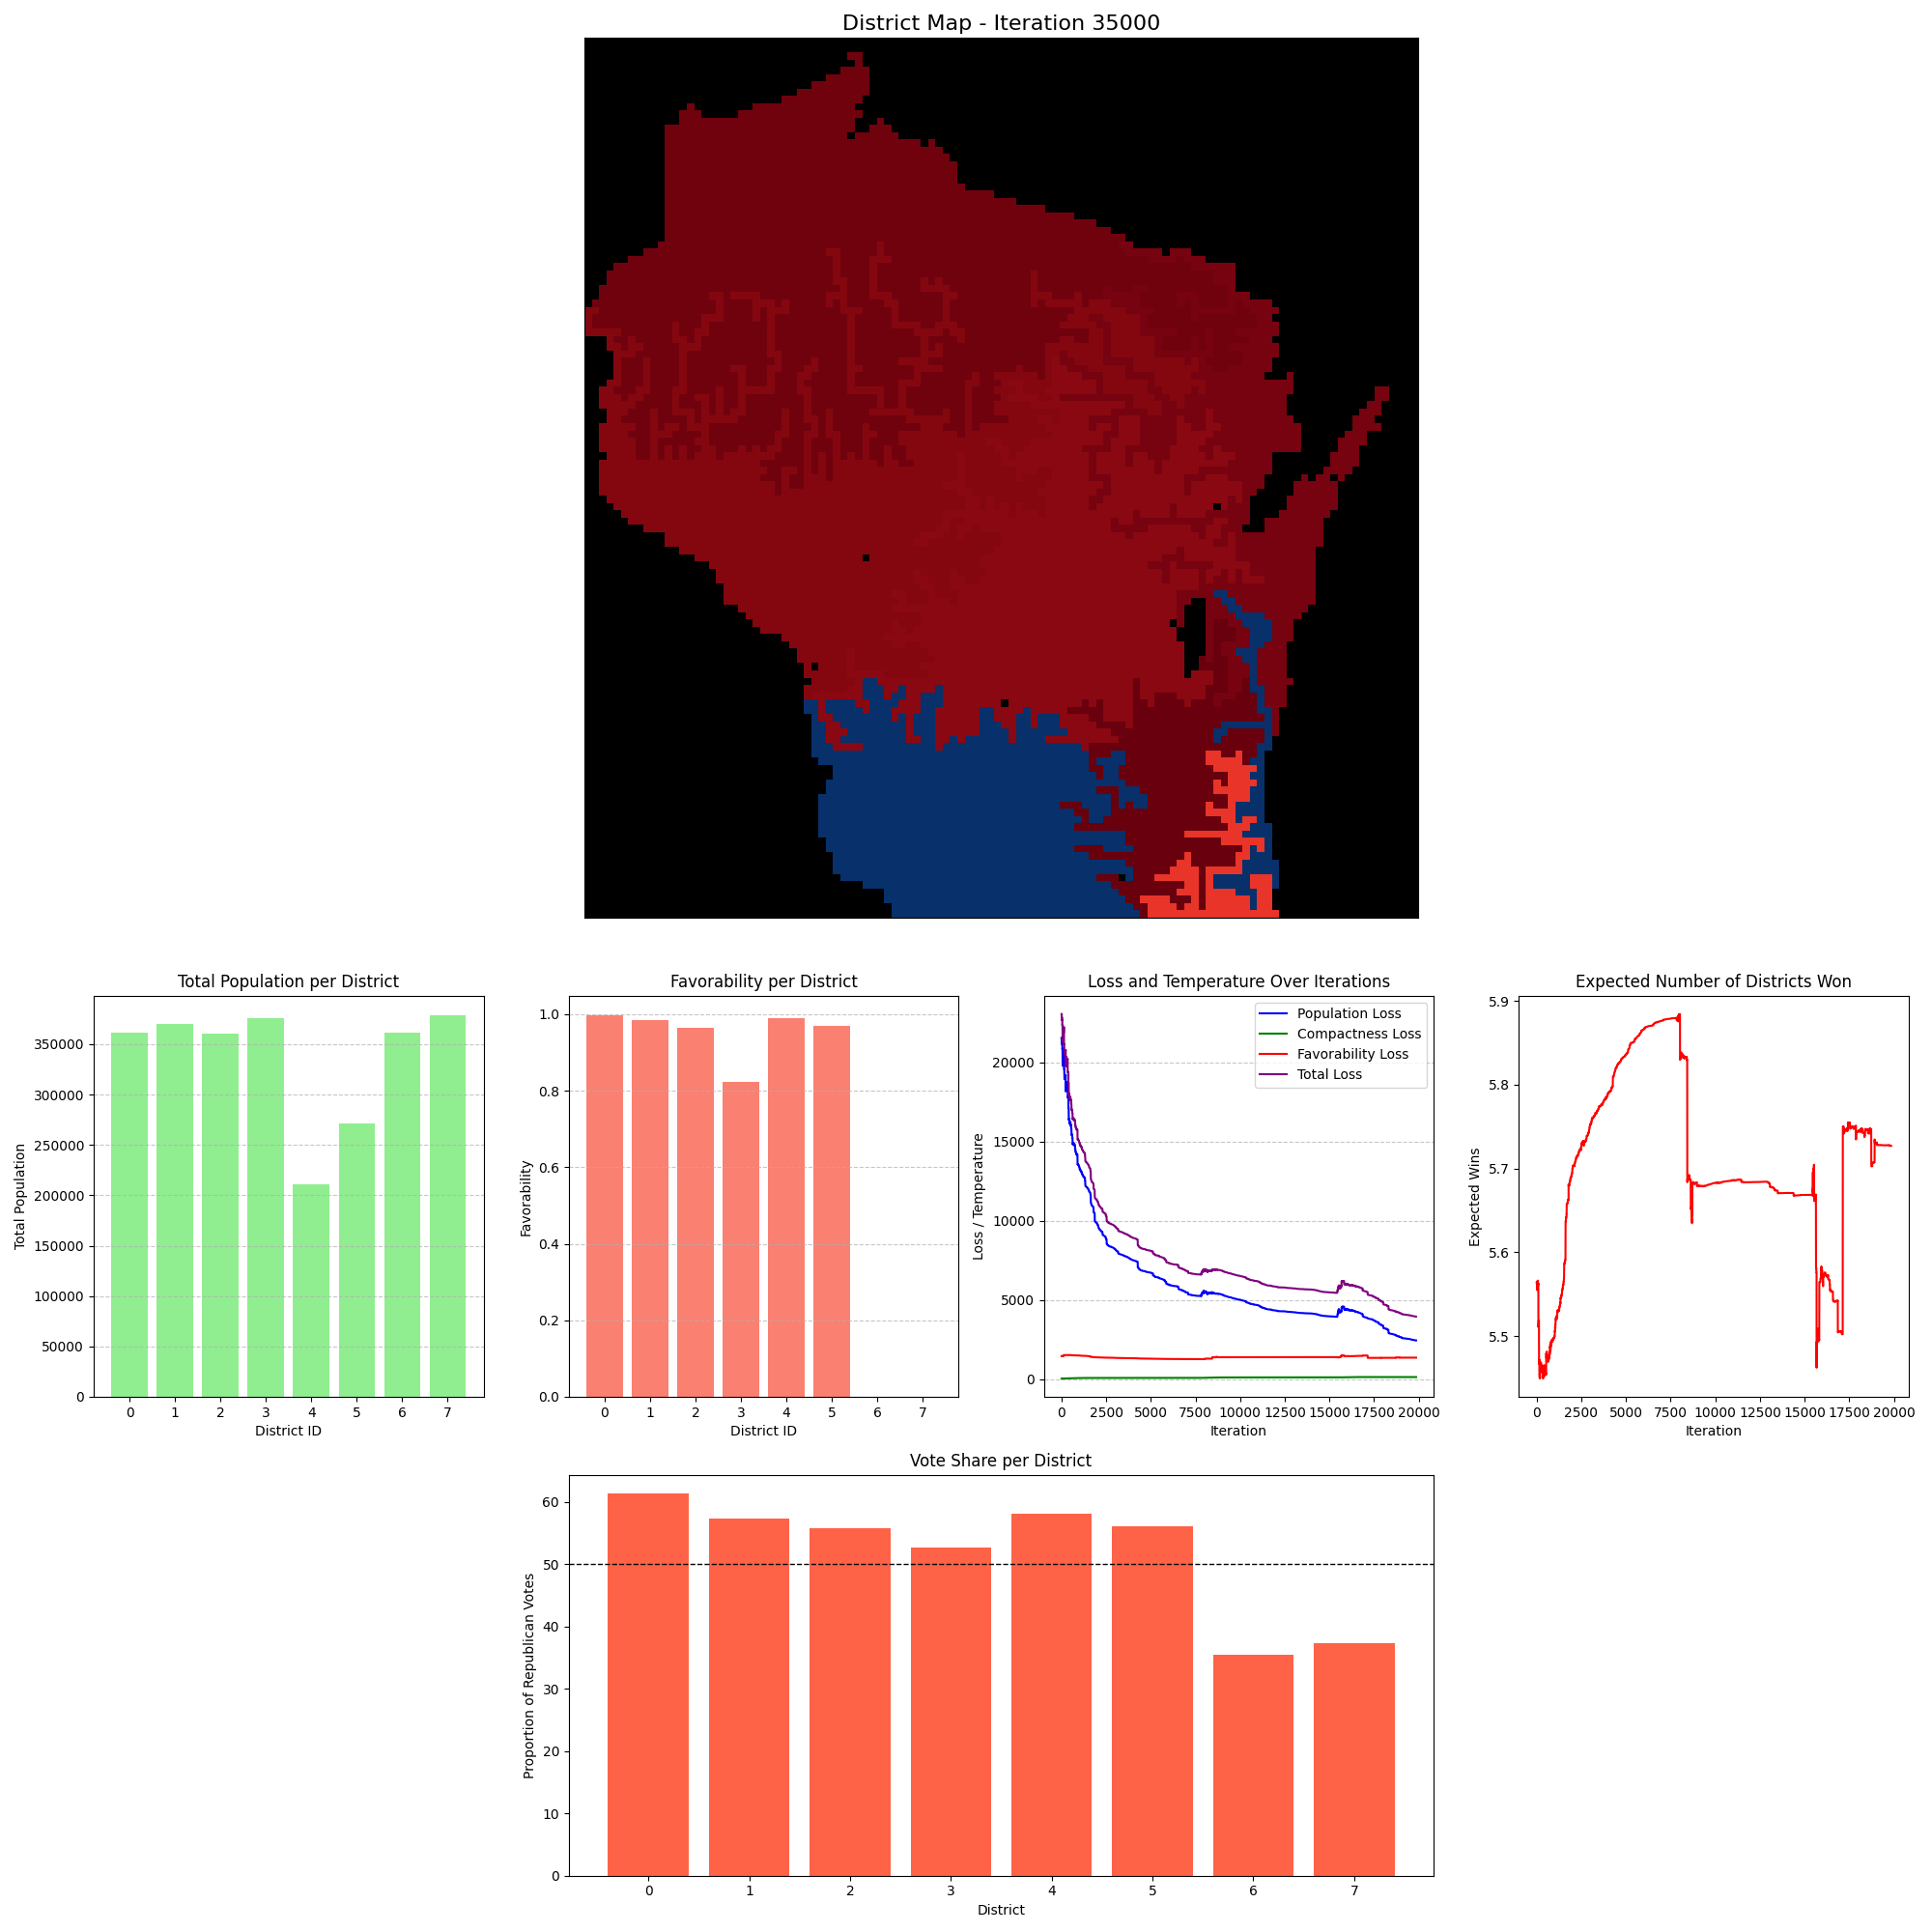 District Map - Iteration 35000
Total Population per District
Total Population
350000
300000
250000
200000
150000
100000
50000
0
0 1 2 3 4 5 6 7
District ID
Favorability per District
Favorability
1.0
0.8
0.6
0.4
0.2
0.0
0 1 2 3 4 5 6 7
District ID
Loss and Temperature Over Iterations
Loss / Temperature
Population Loss
Compactness Loss
Favorability Loss
Total Loss
20000
15000
10000
5000
0
0 2500 5000 7500 10000 12500 15000 17500 20000
Iteration
Expected Number of Districts Won
Expected Wins
5.9
5.8
5.7
5.6
5.5
0 2500 5000 7500 10000 12500 15000 17500 20000
Iteration
Vote Share per District
Proportion of Republican Votes
60
50
40
30
20
10
0
0 1 2 3 4 5 6 7
District